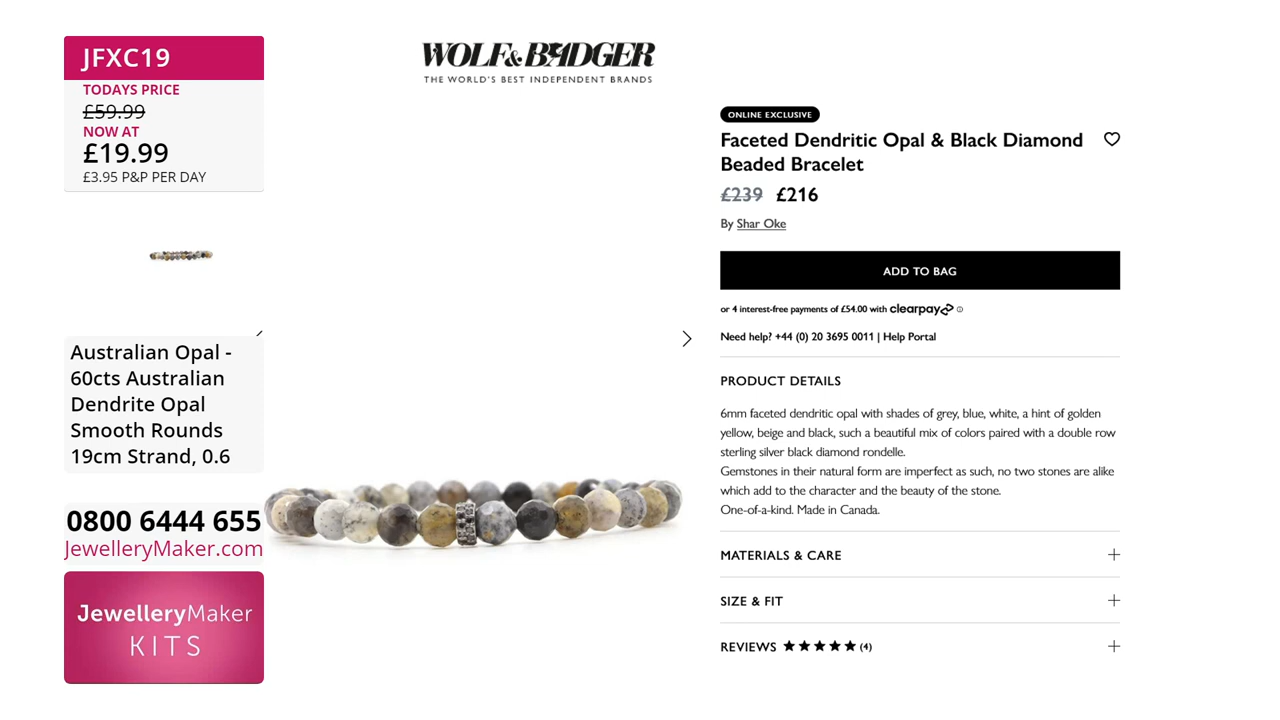 JFXC19
TODAYS PRICE
£59.99
NOW AT
£19.99
£3.95 P&P PER DAY
Australian Opal -
60cts Australian
Dendrite Opal
Smooth Rounds
19cm Strand, 0.6
0800 6444 655
JewelleryMaker.com
JewelleryMaker
KITS
WOLF&BADGER
THE WORLD'S BEST INDEPENDENT BRANDS
ONLINE EXCLUSIVE
Faceted Dendritic Opal & Black Diamond
Beaded Bracelet
£239 £216
By Shar Oke
ADD TO BAG
or 4 interest-free payments of £54.00 with clearpay
Need help? +44 (0) 20 3695 0011 | Help Portal
PRODUCT DETAILS
6mm faceted dendritic opal with shades of grey, blue, white, a hint of golden
yellow, beige and black, such a beautiful mix of colors paired with a double row
sterling silver black diamond rondelle.
Gemstones in their natural form are imperfect as such, no two stones are alike
which add to the character and the beauty of the stone.
One-of-a-kind. Made in Canada.
MATERIALS & CARE
SIZE & FIT
REVIEWS ★★★★★ (4)